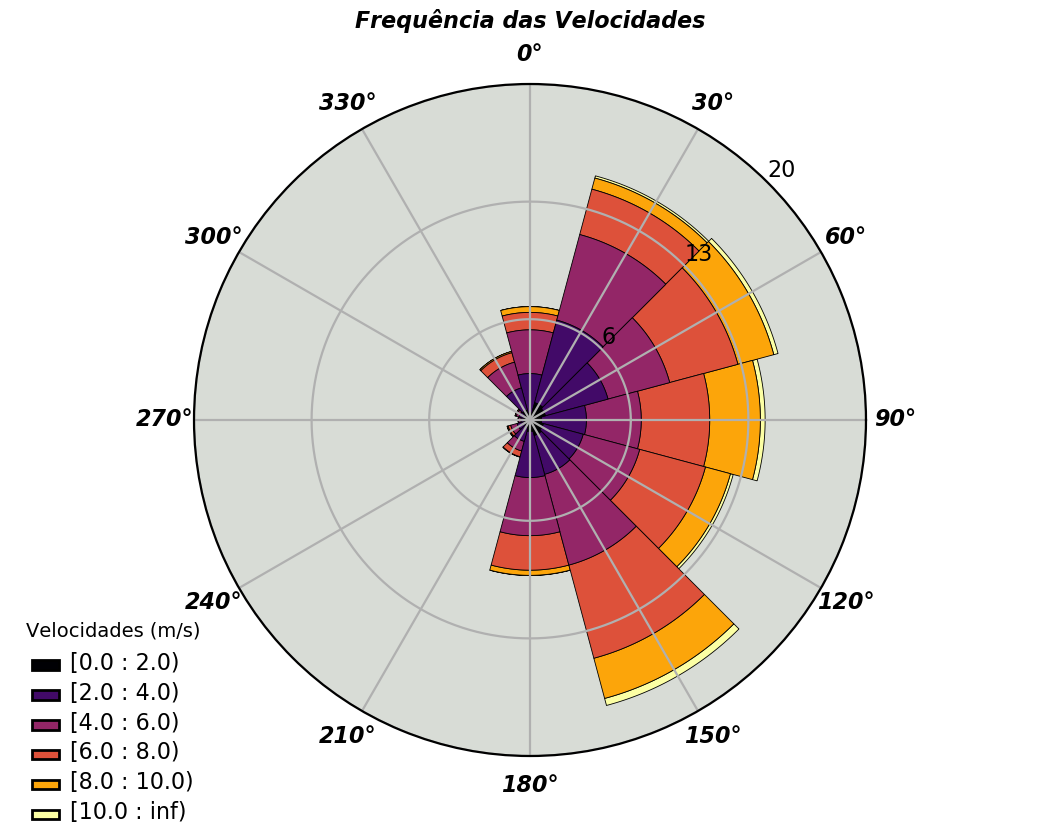 Frequência das Velocidades
0°
330°
30°
20
300°
60°
13
6
270°
90°
240°
120°
210°
150°
180°
Velocidades (m/s)
[0.0 : 2.0)
[2.0 : 4.0)
[4.0 : 6.0)
[6.0 : 8.0)
[8.0 : 10.0)
[10.0 : inf)